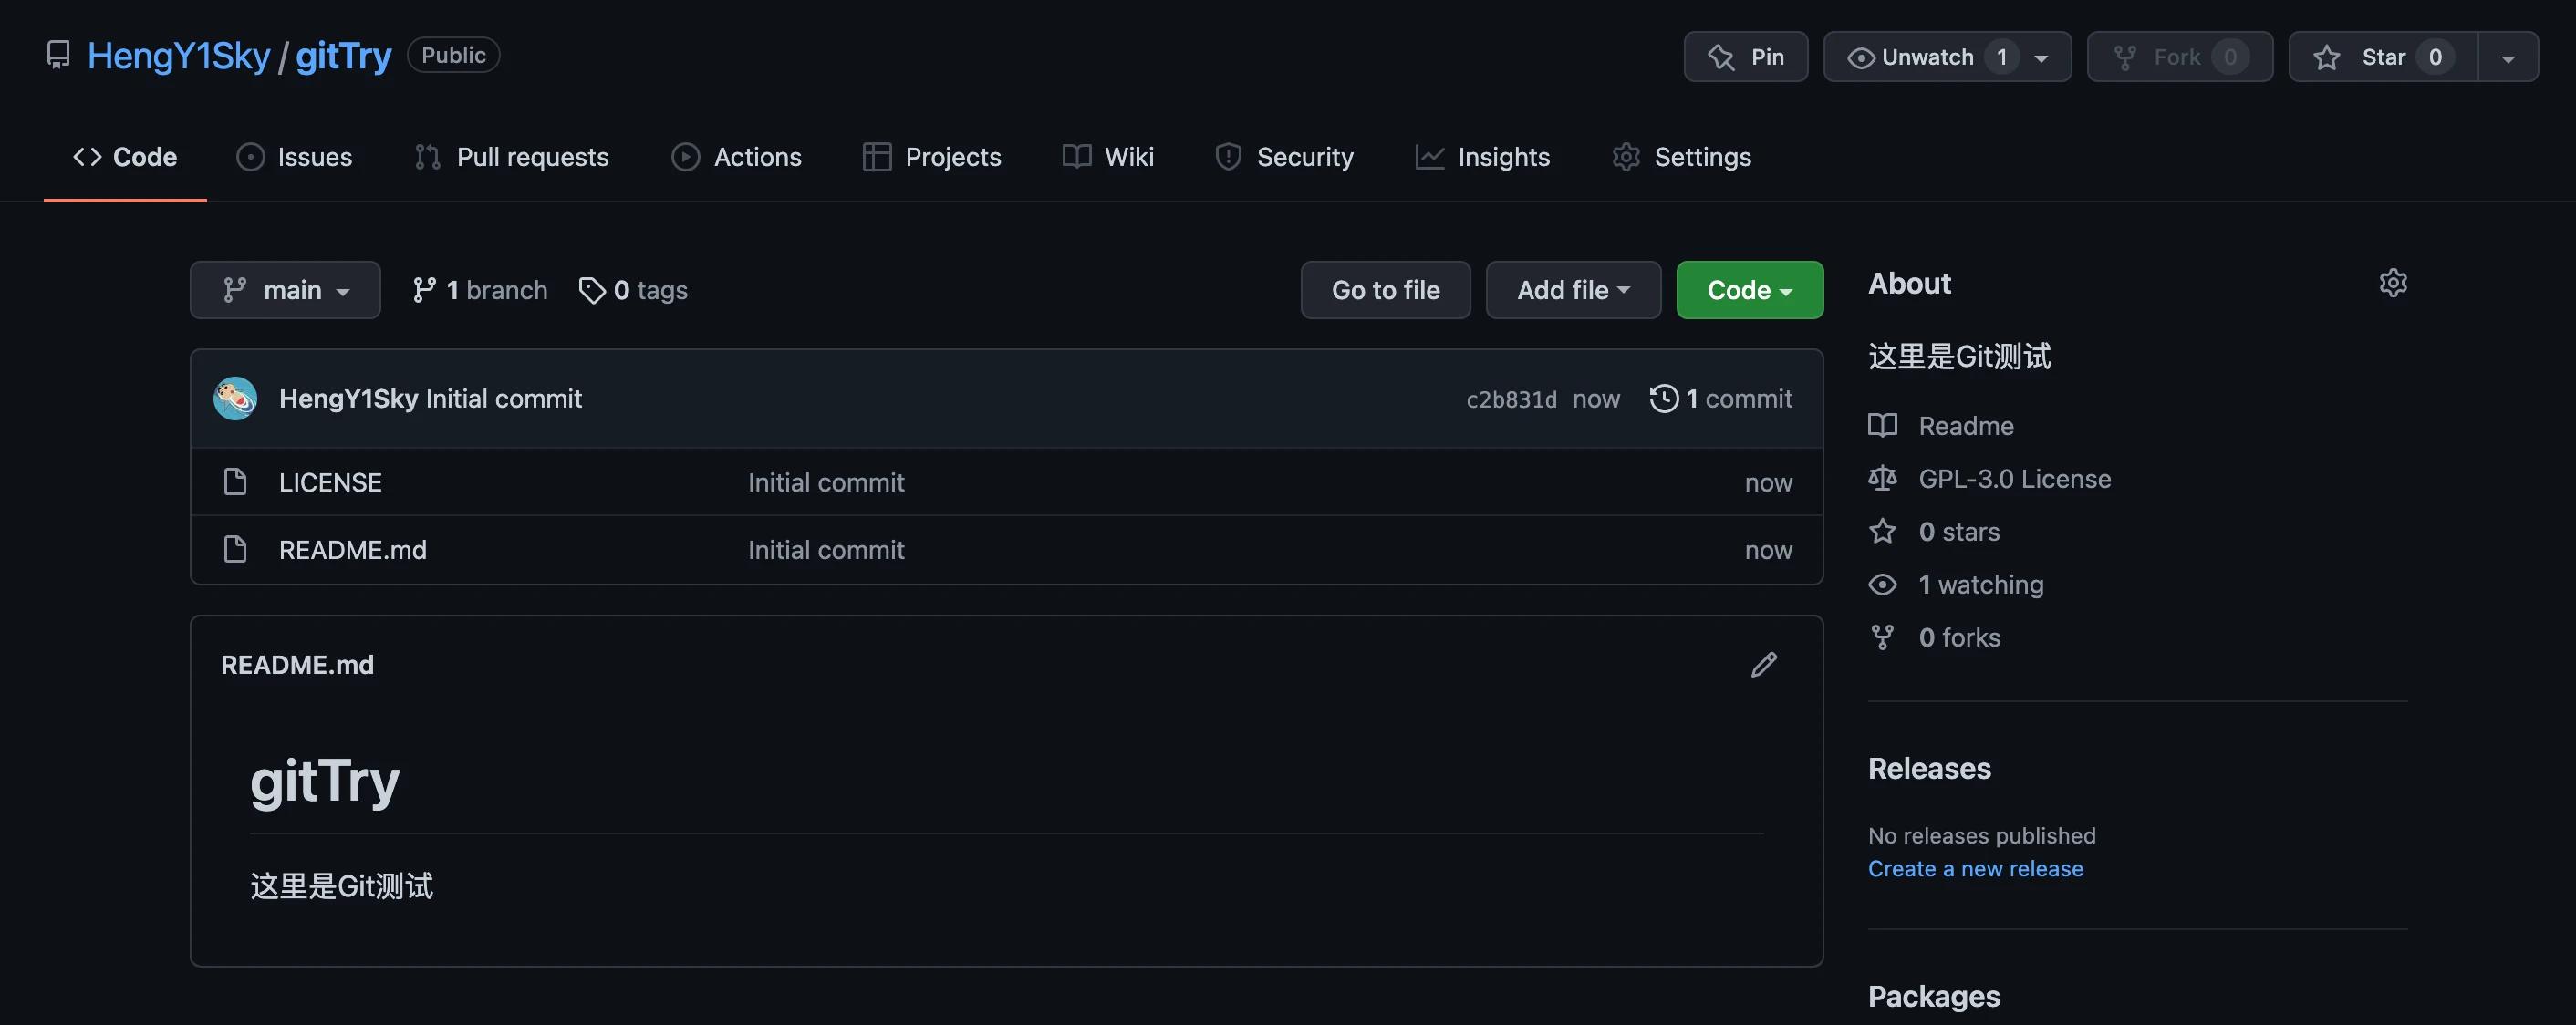 HengY1Sky / gitTry Public
Pin Unwatch 1 Fork 0 Star 0
Code Issues Pull requests Actions Projects Wiki Security Insights Settings
main 1 branch 0 tags Go to file Add file Code
HengY1Sky Initial commit c2b831d now 1 commit
LICENSE Initial commit now
README.md Initial commit now
README.md
gitTry
这里是Git测试
About
这里是Git测试
Readme
GPL-3.0 License
0 stars
1 watching
0 forks
Releases
No releases published
Create a new release
Packages